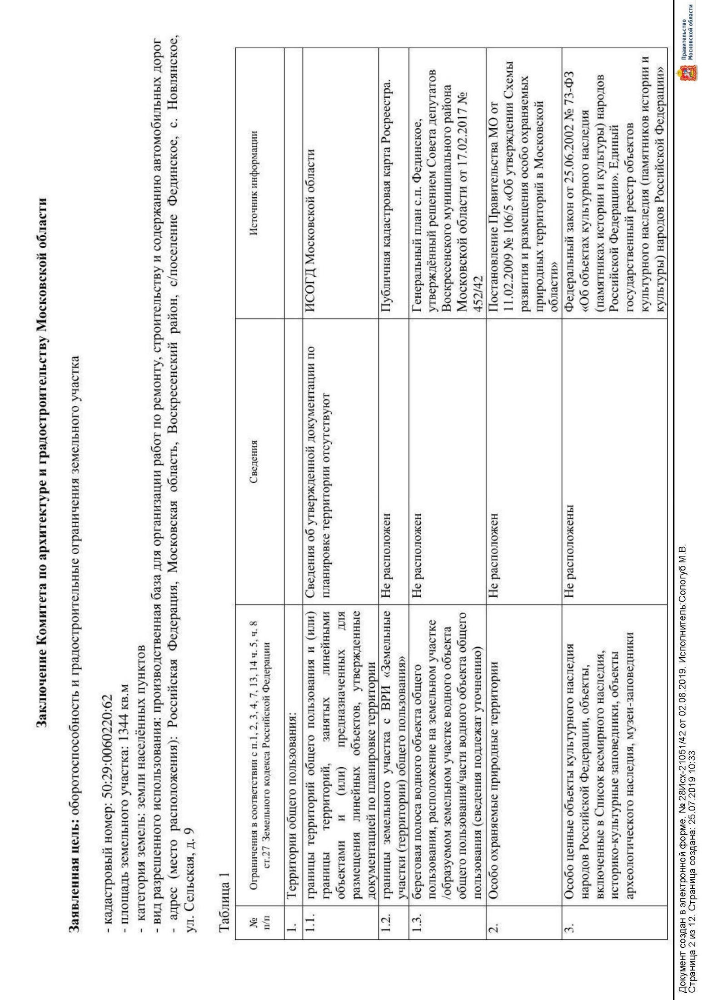 Заключение Комитета по архитектуре и градостроительству Московской области
Заявленная цель: оборотоспособность и градостроительные ограничения земельного участка
- кадастровый номер: 50:29:0060220:62
- площадь земельного участка: 1344 кв.м
- категория земель: земли населённых пунктов
- вид разрешенного использования: производственная база для организации работ по ремонту, строительству и содержанию автомобильных дорог
- адрес (место расположения): Российская Федерация, Московская область, Воскресенский район, с/поселение Фединское, с. Новлянское,
ул. Сельская, д. 9
Таблица 1
№
п/п
Ограничения в соответствии с п.1, 2, 3, 4, 7, 13, 14 ч. 5, ч. 8
ст.27 Земельного кодекса Российской Федерации
Сведения
Источник информации
1.
Территории общего пользования:
1.1.
границы территорий общего пользования и (или)
границы территорий, занятых линейными
объектами и (или) предназначенных для
размещения линейных объектов, утвержденные
документацией по планировке территории
Сведения об утвержденной документации по
планировке территории отсутствуют
ИСОГД Московской области
1.2.
границы земельного участка с ВРИ «Земельные
участки (территории) общего пользования»
Не расположен
Публичная кадастровая карта Росреестра.
1.3.
береговая полоса водного объекта общего
пользования, расположение на земельном участке
/образуемом земельном участке водного объекта
общего пользования/части водного объекта общего
пользования (сведения подлежат уточнению)
Не расположен
Генеральный план с.п. Фединское,
утверждённый решением Совета депутатов
Воскресенского муниципального района
Московской области от 17.02.2017 №
452/42
2.
Особо охраняемые природные территории
Не расположен
Постановление Правительства МО от
11.02.2009 № 106/5 «Об утверждении Схемы
развития и размещения особо охраняемых
природных территорий в Московской
области»
3.
Особо ценные объекты культурного наследия
народов Российской Федерации, объекты,
включенные в Список всемирного наследия,
историко-культурные заповедники, объекты
археологического наследия, музеи-заповедники
Не расположены
Федеральный закон от 25.06.2002 № 73-ФЗ
«Об объектах культурного наследия
(памятниках истории и культуры) народов
Российской Федерации». Единый
государственный реестр объектов
культурного наследия (памятников истории и
культуры) народов Российской Федерации»
Документ создан в электронной форме. № 28Исх-21051/42 от 02.08.2019. Исполнитель:Сологуб М.В.
Страница 2 из 12. Страница создана: 25.07.2019 10:33
Правительство
Московской области